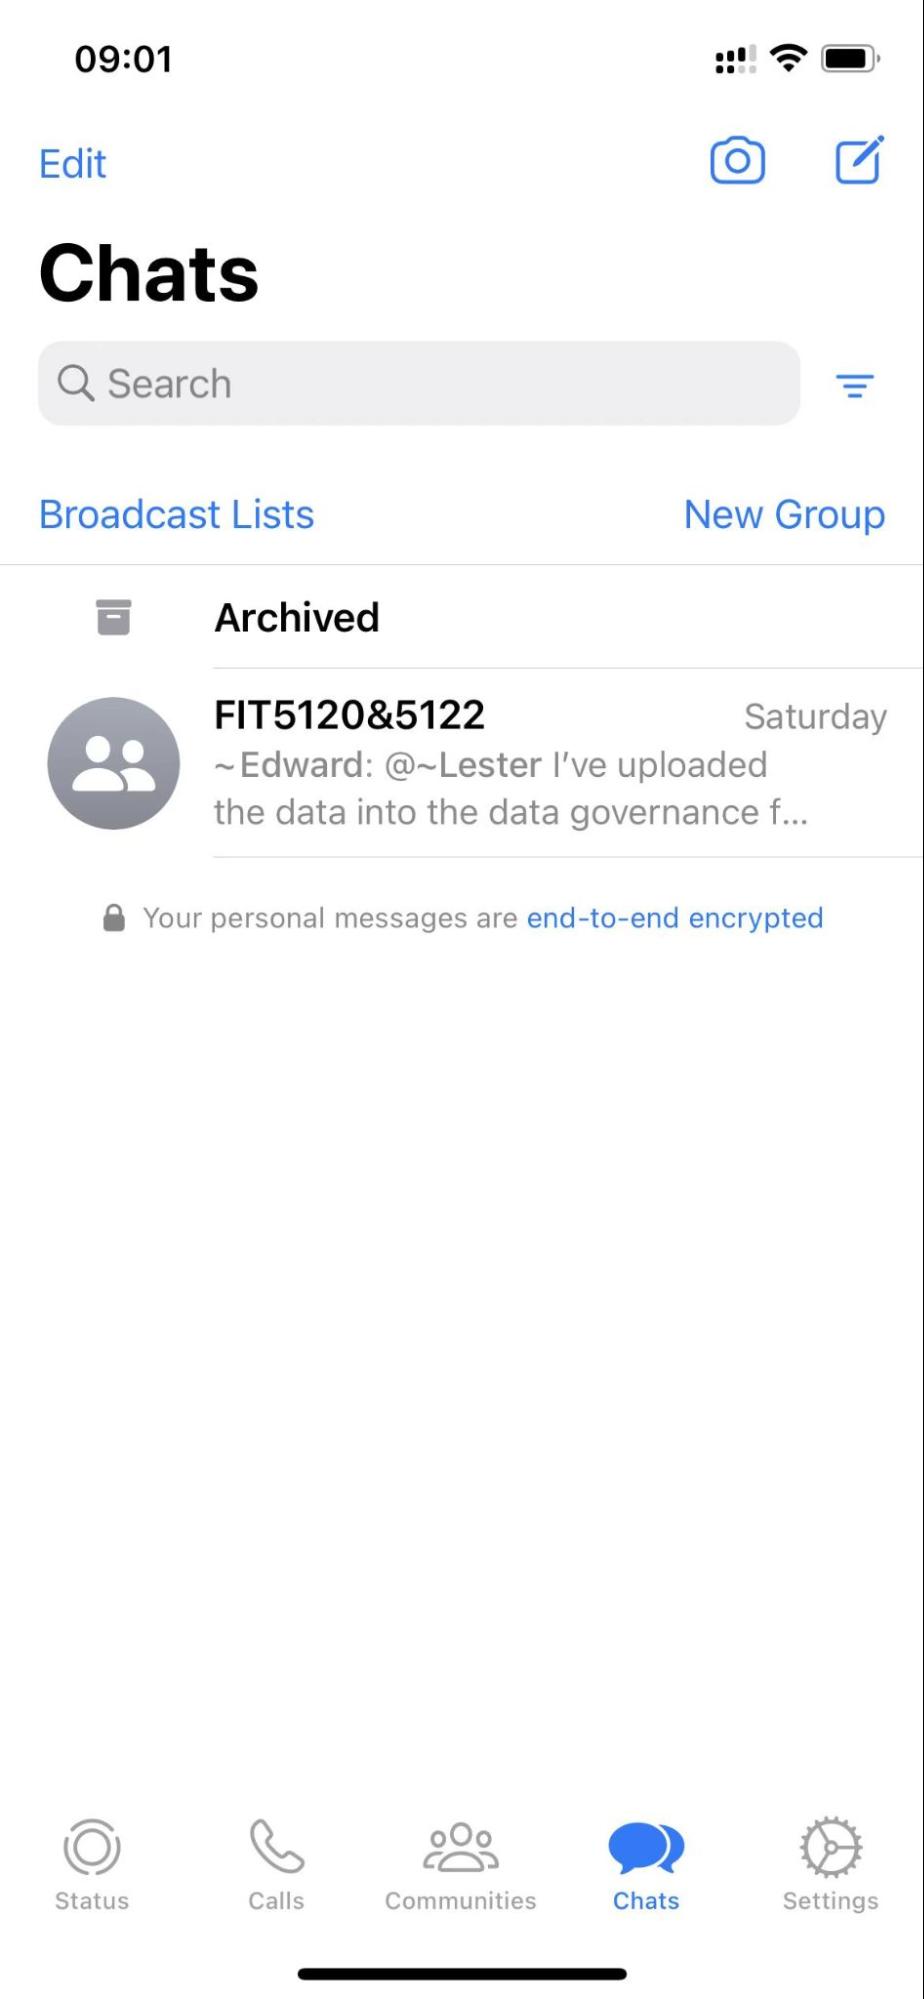 09:01
Edit
Chats
Search
Broadcast Lists
New Group
Archived
FIT5120&5122
Saturday
~Edward: @~Lester I’ve uploaded
the data into the data governance f...
Your personal messages are end-to-end encrypted
Status
Calls
Communities
Chats
Settings